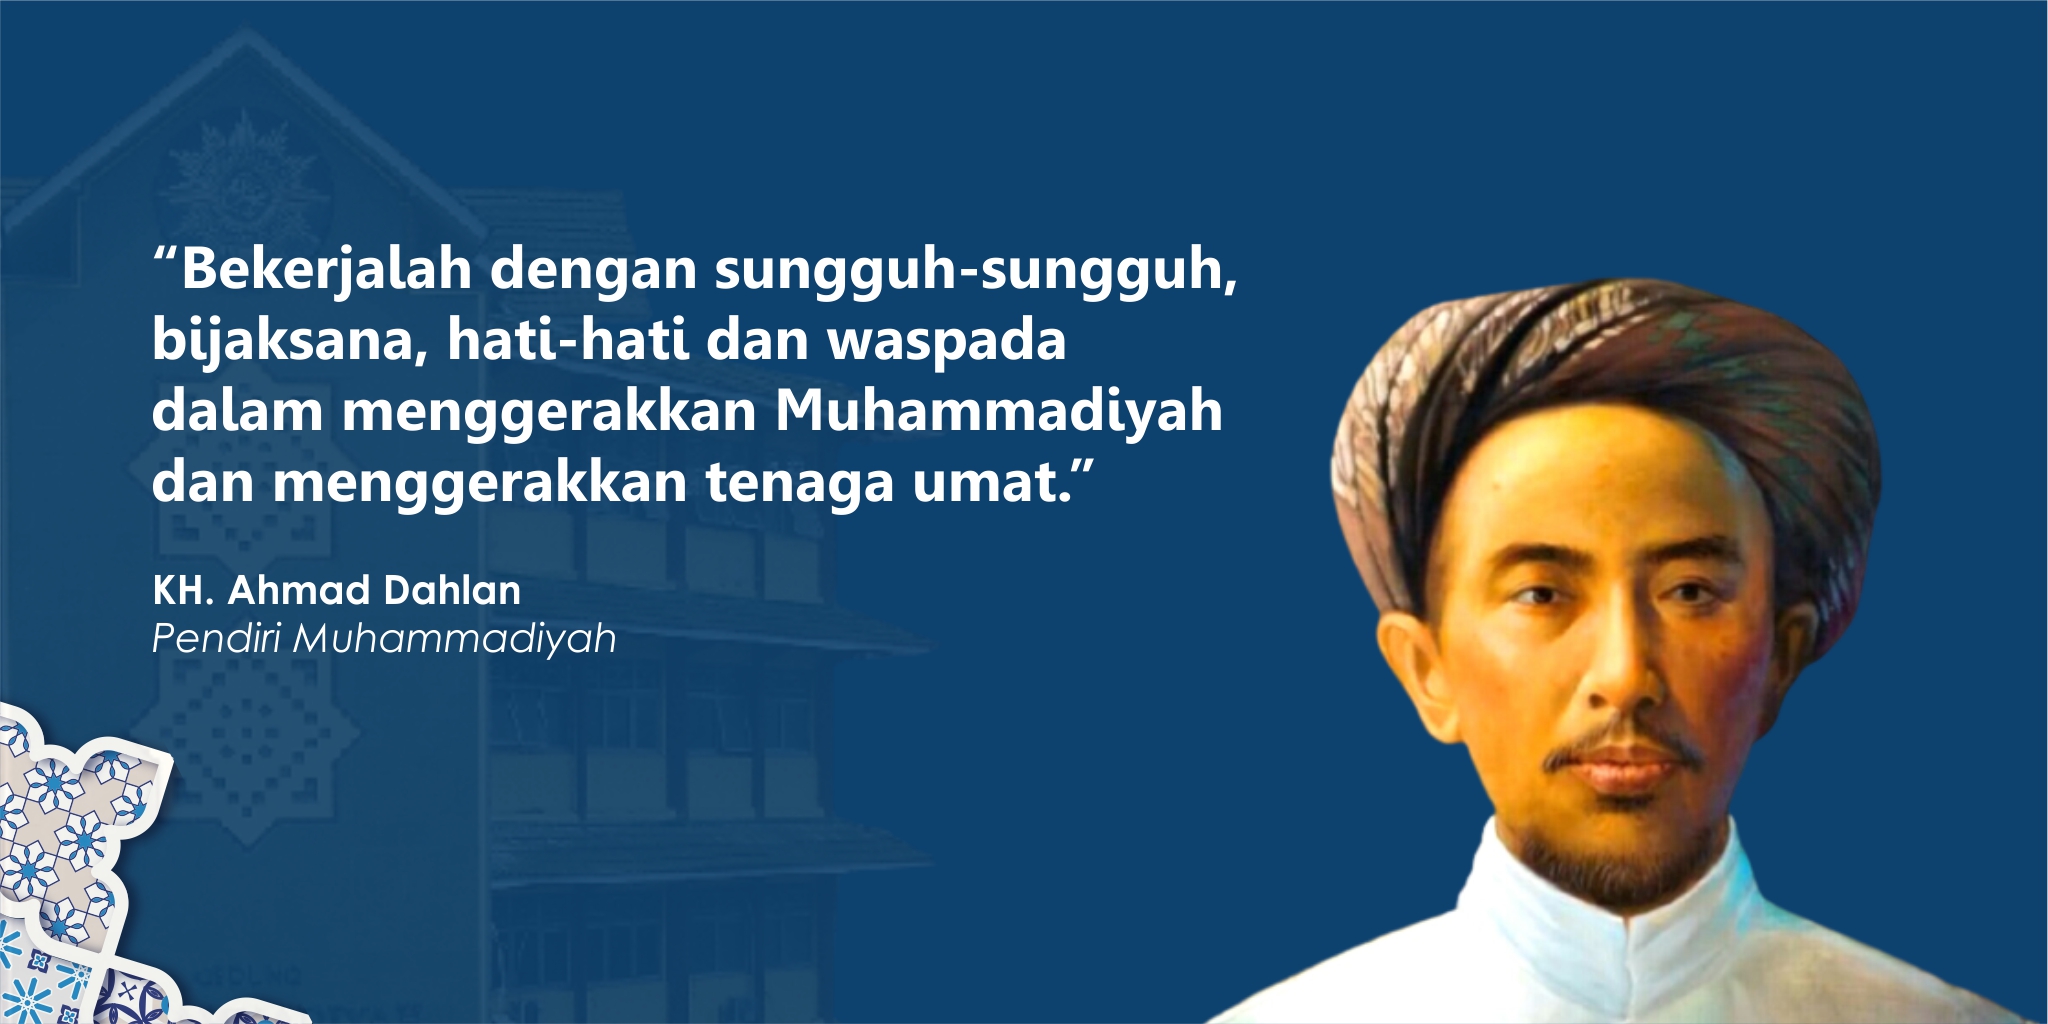 “Bekerjalah dengan sungguh-sungguh,
bijaksana, hati-hati dan waspada
dalam menggerakkan Muhammadiyah
dan menggerakkan tenaga umat.”
KH. Ahmad Dahlan
Pendiri Muhammadiyah
GEDUNG